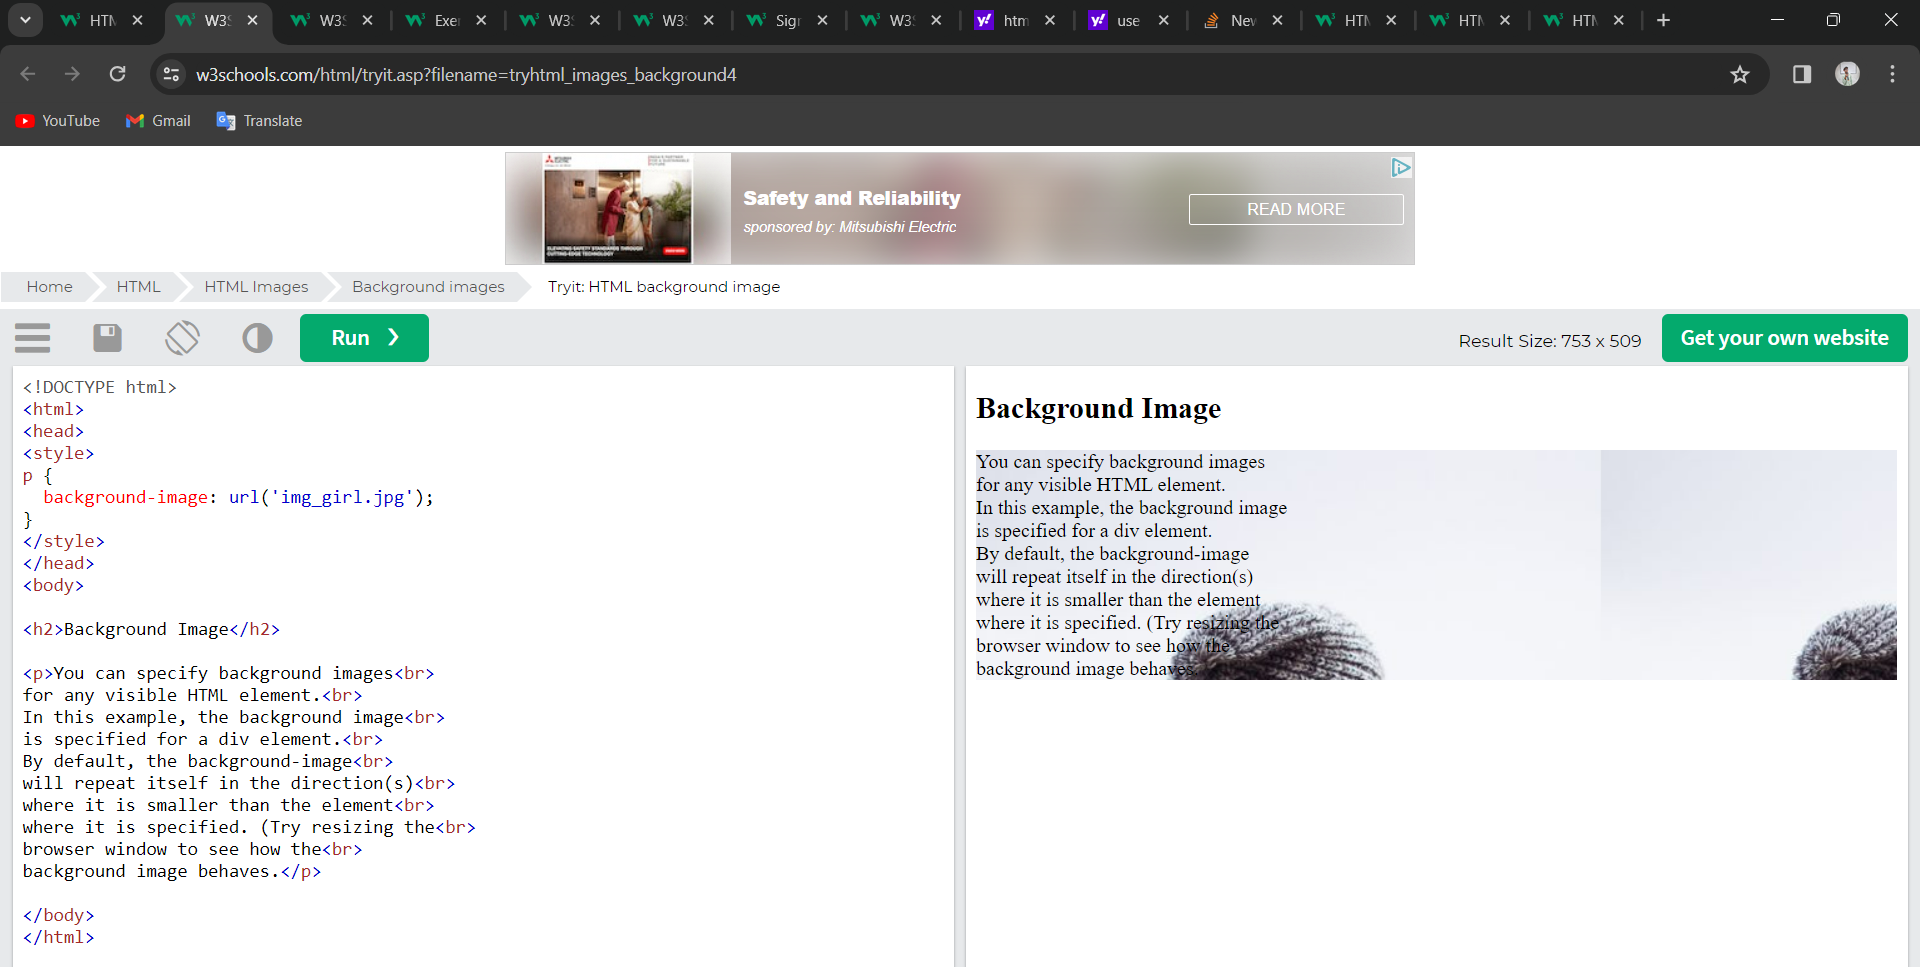 HTM
W3S
W3S
Exer
W3S
W3S
Sign
W3S
htm
use
New
HTM
HTM
HTM
w3schools.com/html/tryit.asp?filename=tryhtml_images_background4
YouTube
Gmail
Translate
Safety and Reliability
sponsored by: Mitsubishi Electric
READ MORE
ELEVATING SAFETY STANDARDS THROUGH
CUTTING-EDGE TECHNOLOGY
Home
HTML
HTML Images
Background images
Tryit: HTML background image
Run ❯
Result Size: 753 x 509
Get your own website
<!DOCTYPE html>
<html>
<head>
<style>
p {
background-image: url('img_girl.jpg');
}
</style>
</head>
<body>
<h2>Background Image</h2>
<p>You can specify background images<br>
for any visible HTML element.<br>
In this example, the background image<br>
is specified for a div element.<br>
By default, the background-image<br>
will repeat itself in the direction(s)<br>
where it is smaller than the element<br>
where it is specified. (Try resizing the<br>
browser window to see how the<br>
background image behaves.</p>
</body>
</html>
Background Image
You can specify background images
for any visible HTML element.
In this example, the background image
is specified for a div element.
By default, the background-image
will repeat itself in the direction(s)
where it is smaller than the element
where it is specified. (Try resizing the
browser window to see how the
background image behaves.